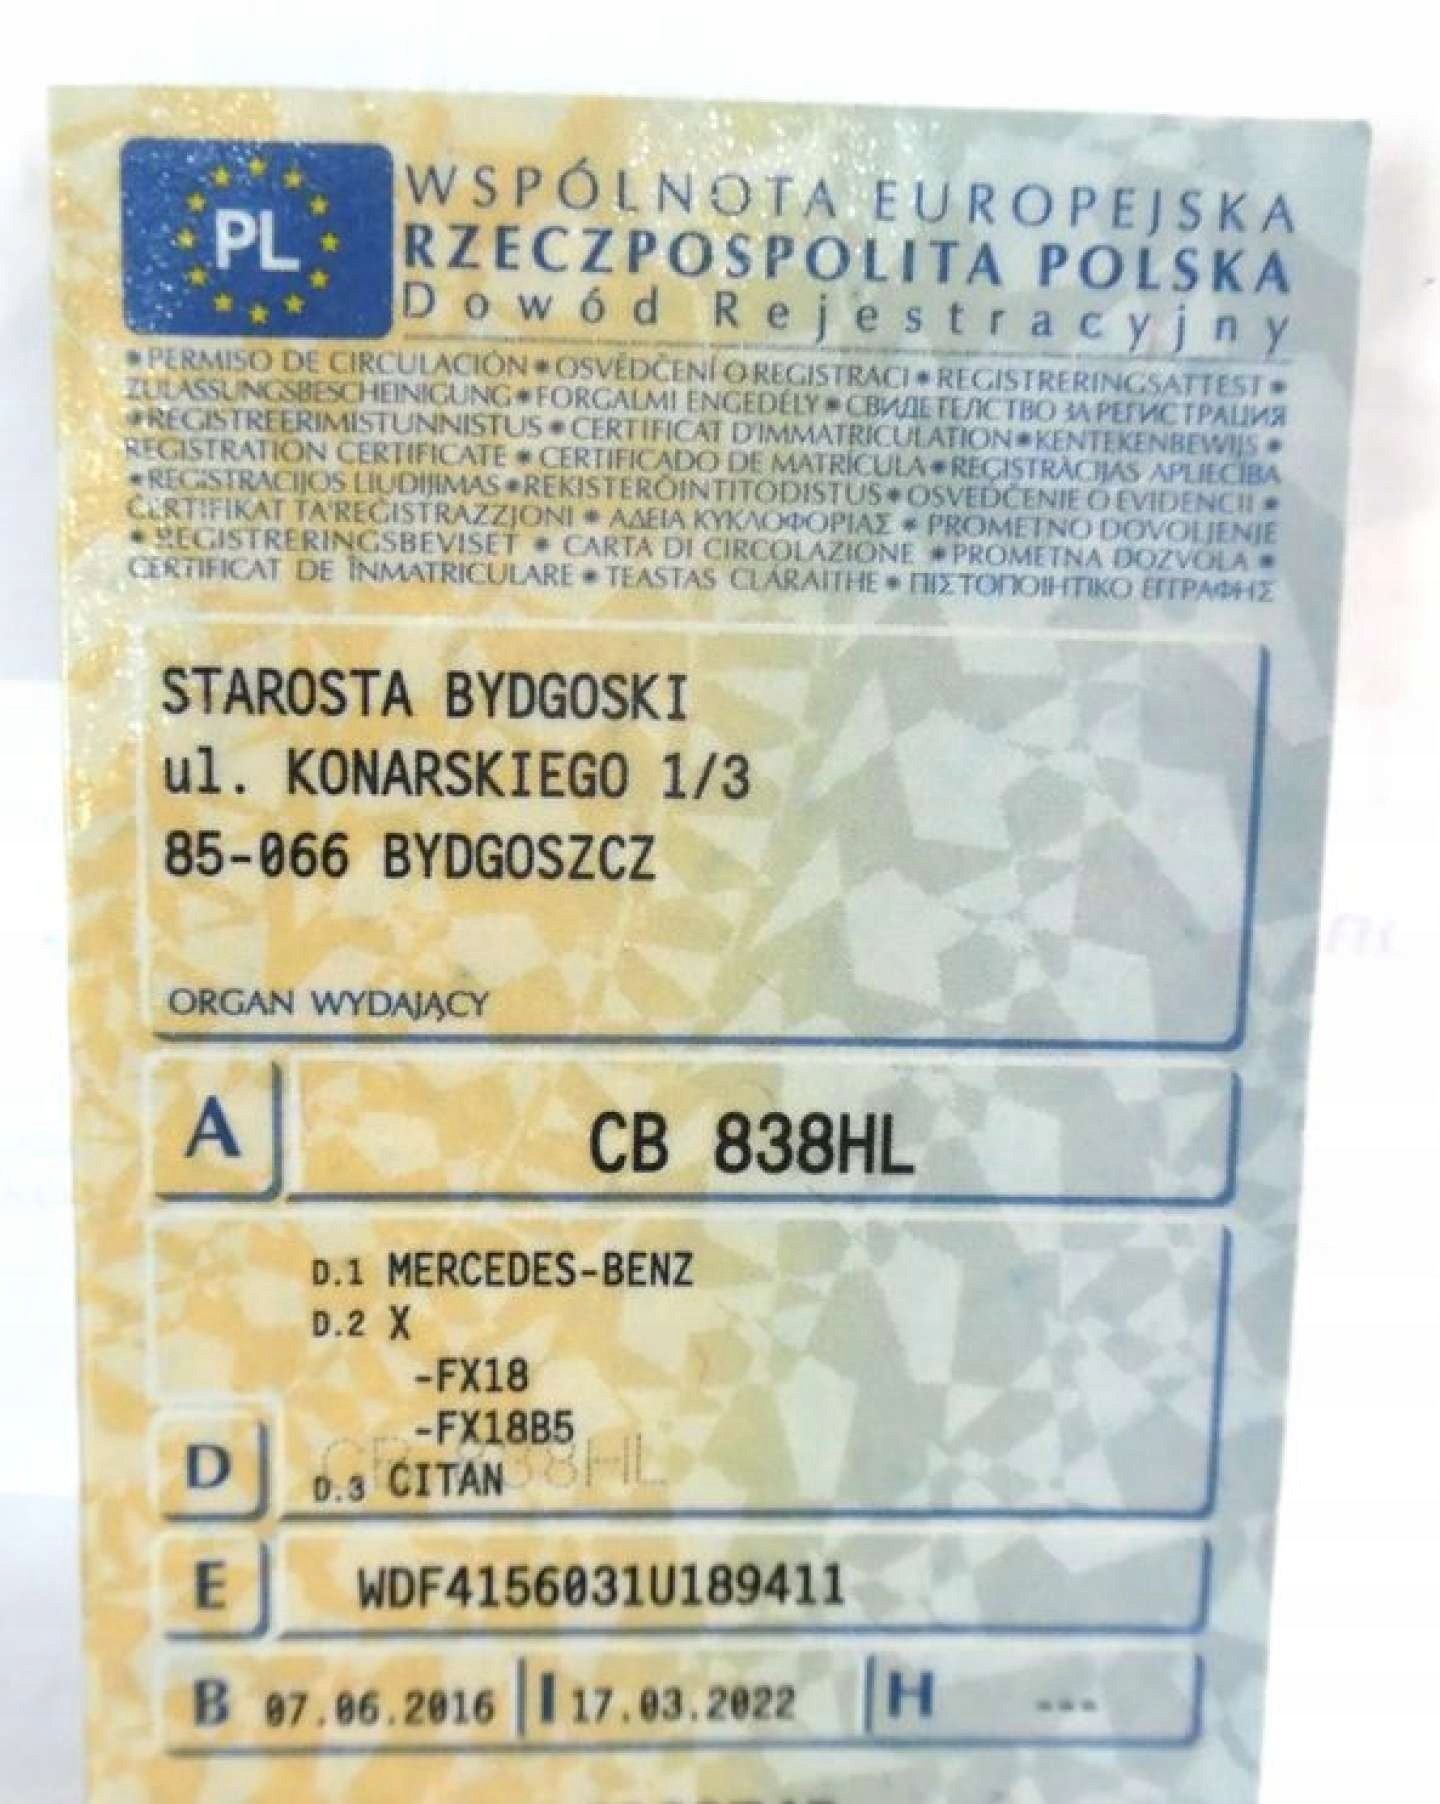 PL
WSPÓLNOTA EUROPEJSKA
RZECZPOSPOLITA POLSKA
Dowód Rejestracyjny
• PERMISO DE CIRCULACIÓN • OSVĚDČENÍ O REGISTRACI • REGISTRERINGSATTEST •
ZULASSUNGSBESCHEINIGUNG • FORGALMI ENGEDÉLY • СВИДЕТЕЛСТВО ЗА РЕГИСТРАЦИЯ
• REGISTREERIMISTUNNISTUS • CERTIFICAT D'IMMATRICULATION • KENTEKENBEWIJS •
REGISTRATION CERTIFICATE • CERTIFICADO DE MATRÍCULA • REĢISTRĀCIJAS APLIECĪBA
• REGISTRACIJOS LIUDIJIMAS • REKISTERÖINTITODISTUS • OSVEDČENIE O EVIDENCII •
ĊERTIFIKAT TA'REĠISTRAZZJONI • ΑΔΕΙΑ ΚΥΚΛΟΦΟΡΙΑΣ • PROMETNO DOVOLJENJE
• REGISTRERINGSBEVISET • CARTA DI CIRCOLAZIONE • PROMETNA DOZVOLA •
CERTIFICAT DE ÎNMATRICULARE • TEASTAS CLÁRAITHE • ΠΙΣΤΟΠΟΙΗΤΙΚΟ ΕΓΓΡΑΦΗΣ
STAROSTA BYDGOSKI
ul. KONARSKIEGO 1/3
85-066 BYDGOSZCZ
ORGAN WYDAJĄCY
A CB 838HL
D.1 MERCEDES-BENZ
D.2 X
-FX18
-FX18B5
CB 838HL
D D.3 CITAN
E WDF4156031U189411
B 07.06.2016 I 17.03.2022 H ---